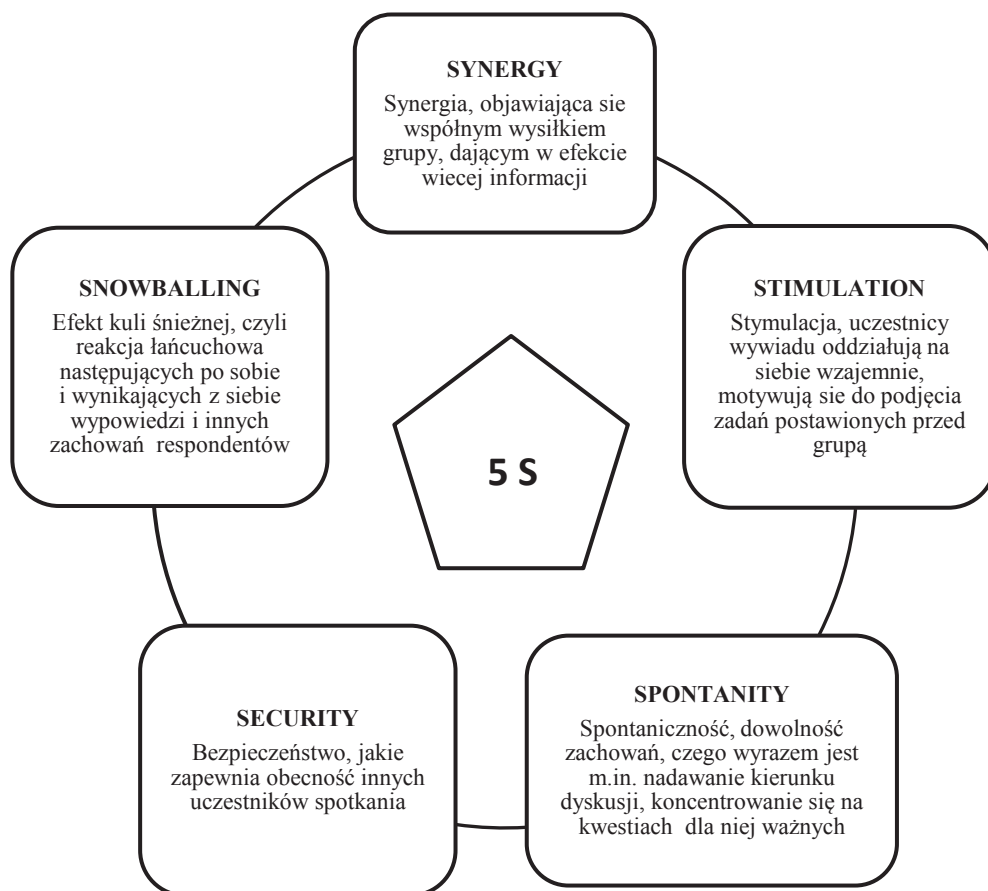 SYNERGY
Synergia, objawiająca sie
wspólnym wysiłkiem
grupy, dającym w efekcie
wiecej informacji
STIMULATION
Stymulacja, uczestnicy
wywiadu oddziałują na
siebie wzajemnie,
motywują sie do podjęcia
zadań postawionych przed
grupą
SPONTANITY
Spontaniczność, dowolność
zachowań, czego wyrazem jest
m.in. nadawanie kierunku
dyskusji, koncentrowanie się na
kwestiach dla niej ważnych
SECURITY
Bezpieczeństwo, jakie
zapewnia obecność innych
uczestników spotkania
SNOWBALLING
Efekt kuli śnieżnej, czyli
reakcja łańcuchowa
następujących po sobie
i wynikających z siebie
wypowiedzi i innych
zachowań respondentów
5 S